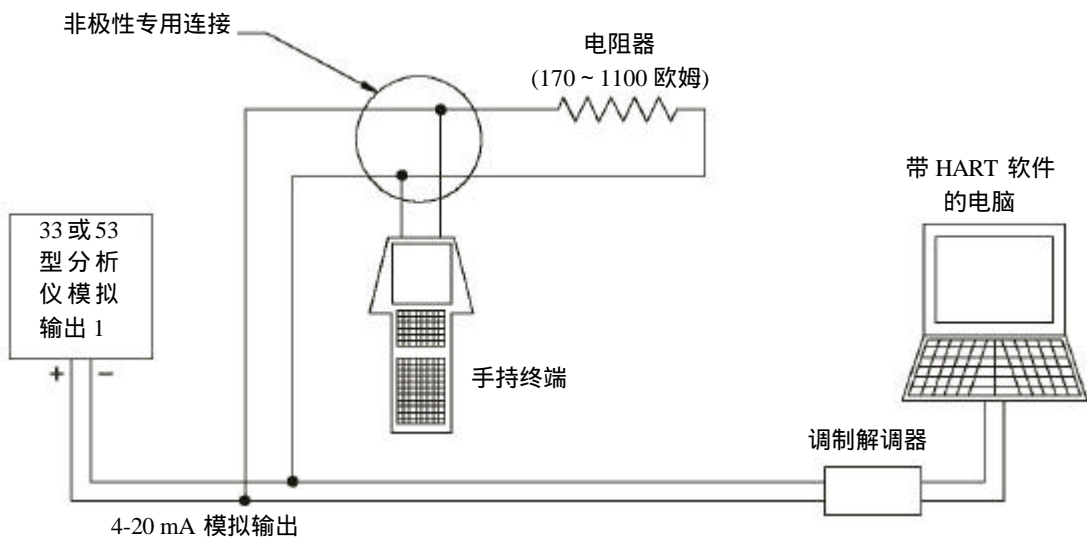 非极性专用连接
电阻器
(170 ~ 1100 欧姆)
带 HART 软件
的电脑
33 或 53
型分析
仪模拟
输出 1
+ −
手持终端
调制解调器
4-20 mA 模拟输出